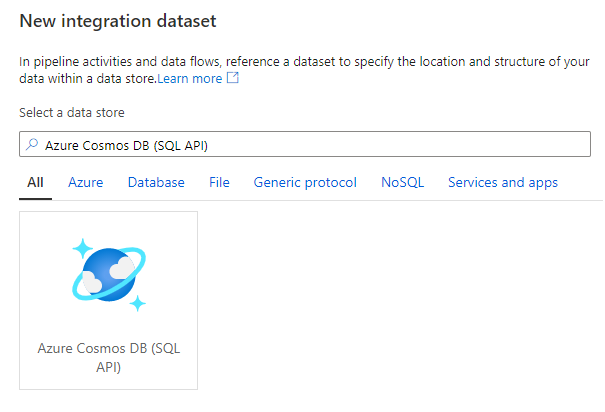 New integration dataset
In pipeline activities and data flows, reference a dataset to specify the location and structure of your
data within a data store.Learn more
Select a data store
Azure Cosmos DB (SQL API)
All Azure Database File Generic protocol NoSQL Services and apps
Azure Cosmos DB (SQL
API)